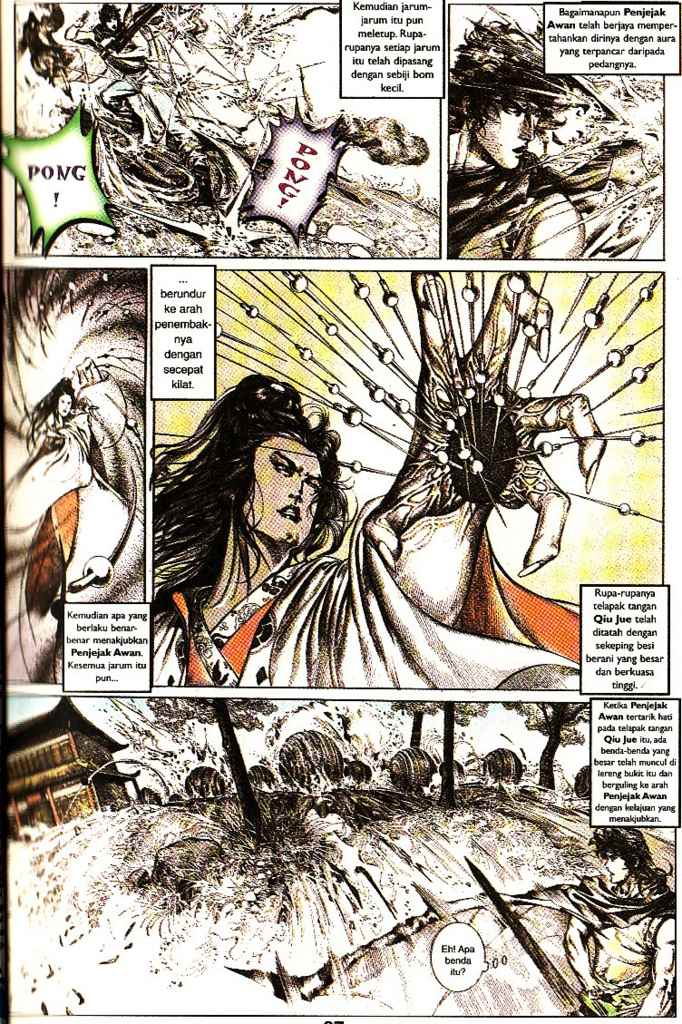 Kemudian jarum-
jarum itu pun
meletup. Rupa-
rupanya setiap jarum
itu telah dipasang
dengan sebiji bom
kecil.
Bagaimanapun Penjejak
Awan telah berjaya memper-
tahankan dirinya dengan aura
yang terpancar daripada
pedangnya.
PONG
!
PONG!
...
berundur
ke arah
penembak-
nya
dengan
secepat
kilat.
Kemudian apa yang
berlaku benar-
benar menakjubkan
Penjejak Awan.
Kesemua jarum itu
pun...
Rupa-rupanya
telapak tangan
Qiu Jue telah
ditatah dengan
sekeping besi
berani yang besar
dan berkuasa
tinggi.
Ketika Penjejak
Awan tertarik hati
pada telapak tangan
Qiu Jue itu, ada
benda-benda yang
besar telah muncul di
lereng bukit itu dan
berguling ke arah
Penjejak Awan
dengan kelajuan yang
menakjubkan.
Eh! Apa
benda
itu?